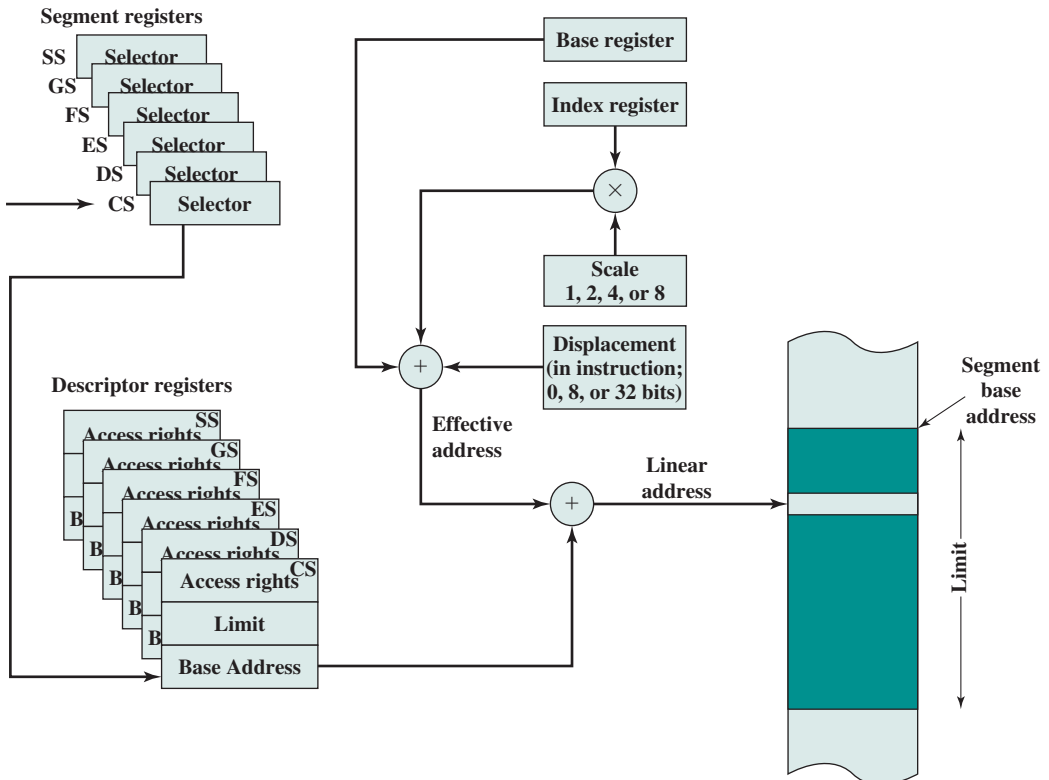 Segment registers
SS
Selector
GS
Selector
FS
Selector
ES
Selector
DS
Selector
CS
Selector
Base register
Index register
×
Scale
1, 2, 4, or 8
Displacement
(in instruction;
0, 8, or 32 bits)
+
Effective
address
Descriptor registers
SS
Access rights
GS
Access rights
B
FS
Access rights
B
ES
Access rights
B
DS
Access rights
B
CS
Access rights
B
Limit
Base Address
+
Linear
address
Segment
base
address
Limit